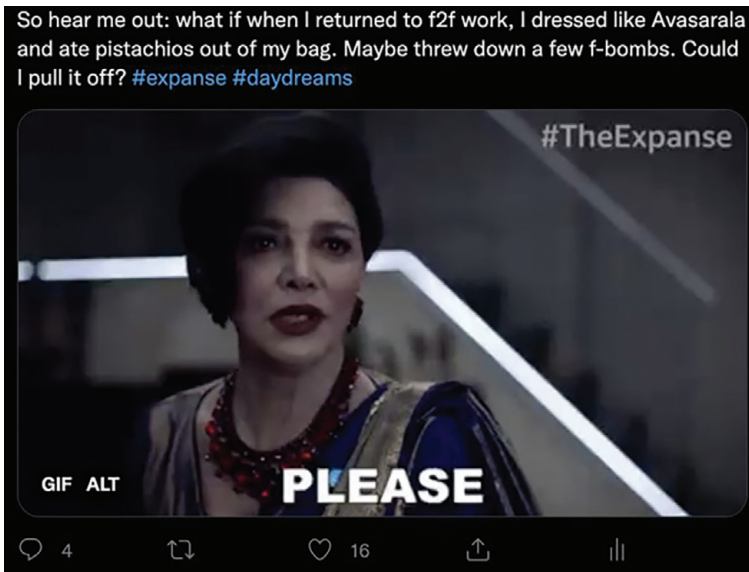 So hear me out: what if when I returned to f2f work, I dressed like Avasarala
and ate pistachios out of my bag. Maybe threw down a few f-bombs. Could
I pull it off? #expanse #daydreams
#TheExpanse
GIF ALT
PLEASE
4
16